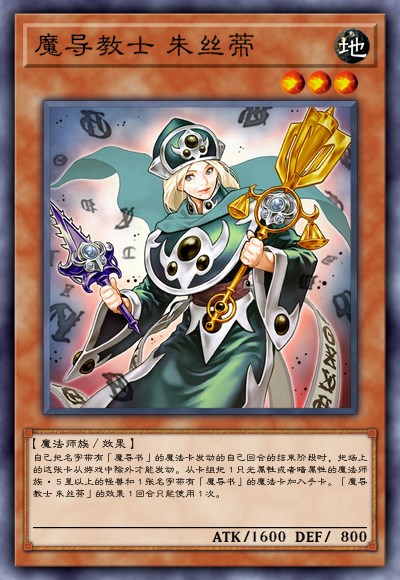 魔导教士 朱丝蒂
地
【魔法师族／效果】
自己把名字带有「魔导书」的魔法卡发动的自己回合的结束阶段时，把场上
的这张卡从游戏中除外才能发动。从卡组把1只光属性或者暗属性的魔法师
族·5星以上的怪兽和1张名字带有「魔导书」的魔法卡加入手卡。「魔导
教士 朱丝蒂」的效果1回合只能使用1次。
ATK/1600 DEF/ 800